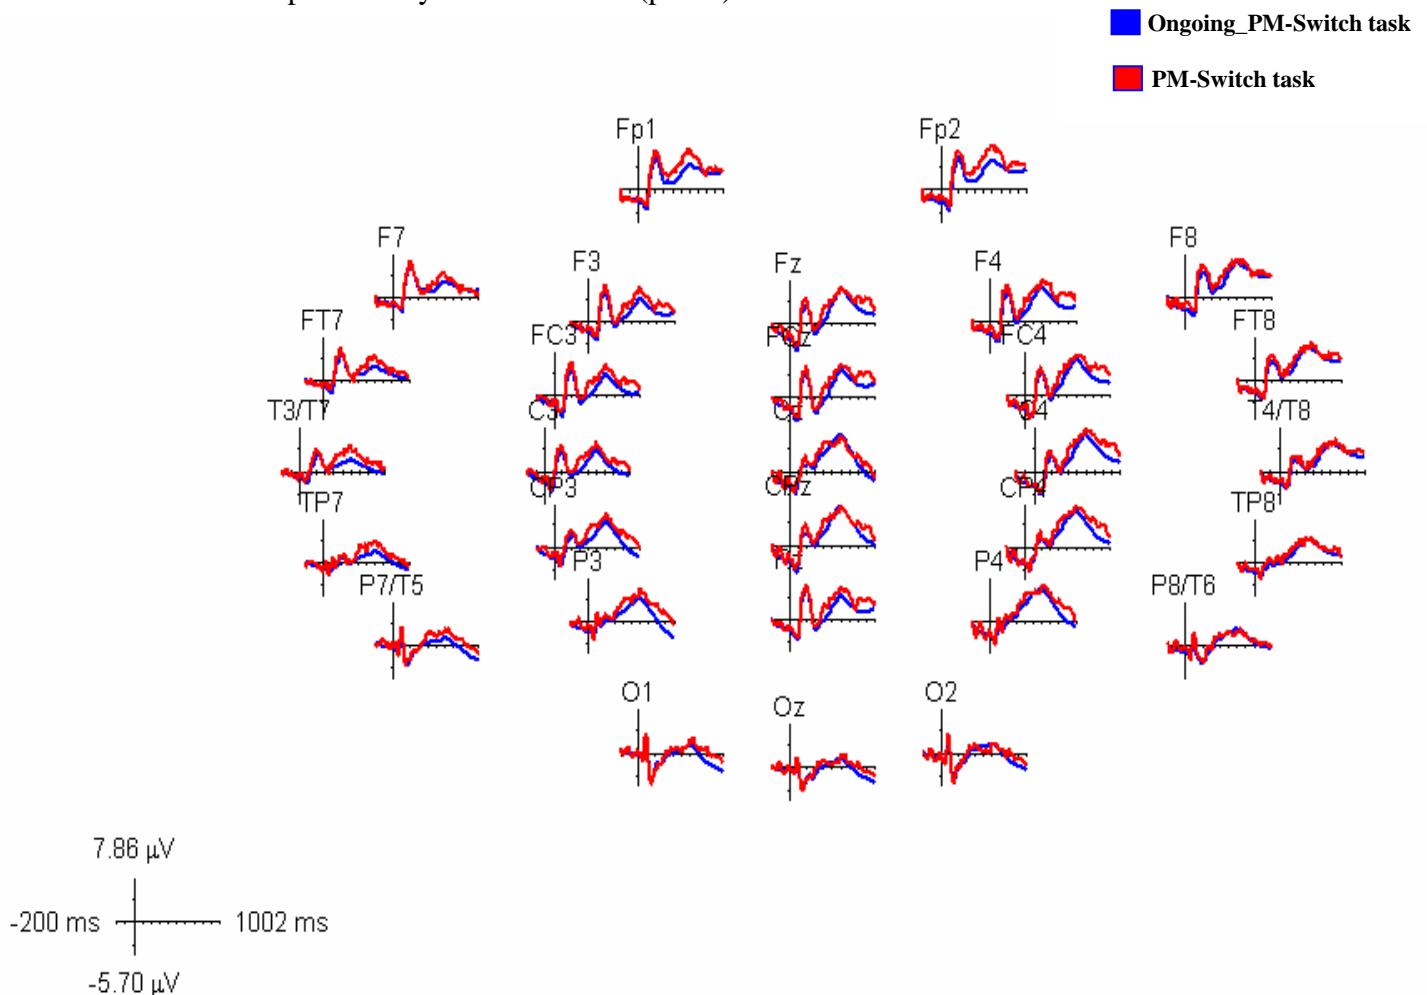 Ongoing_PM-Switch task
PM-Switch task
Fp1 Fp2
F7 F3 Fz F4 F8
FT7 FC3 FCz FC4 FT8
T3/T7 C3 Cz C4 T4/T8
TP7 CP3 CPz CP4 TP8
P7/T5 P3 Pz P4 P8/T6
O1 Oz O2
7.86 µV
-200 ms 1002 ms
-5.70 µV